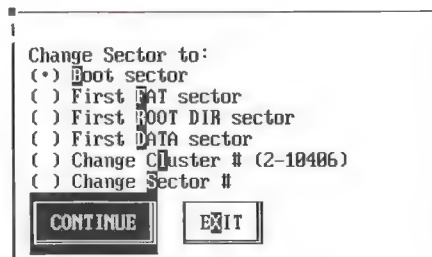 Change Sector to:
(•) Boot sector
( ) First FAT sector
( ) First ROOT DIR sector
( ) First DATA sector
( ) Change Cluster # (2-10406)
( ) Change Sector #
CONTINUE EXIT